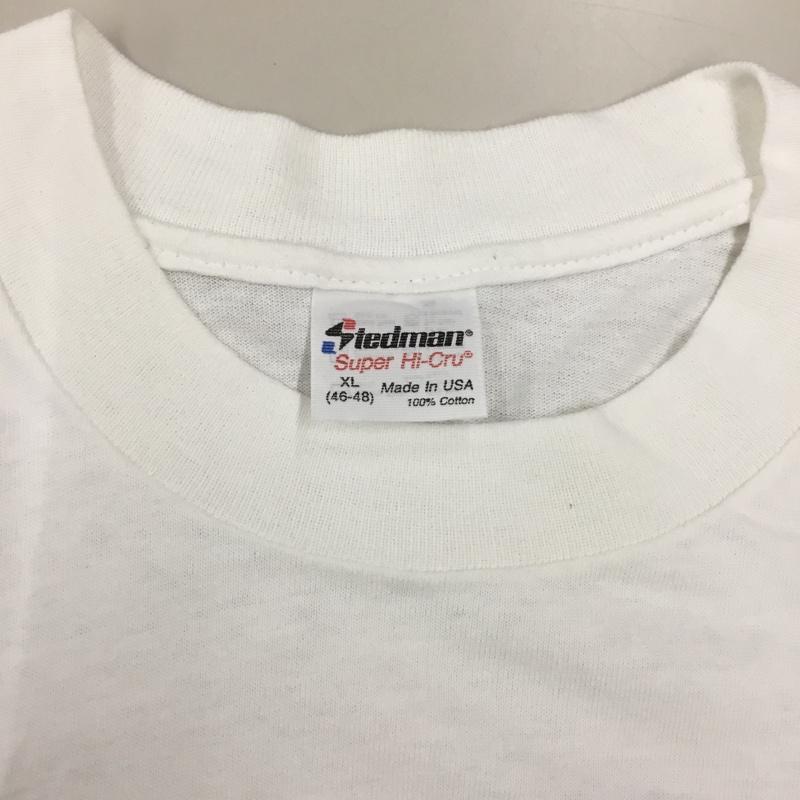 Stedman®
Super Hi-Cru®
XL
(46-48)
Made In USA
100% Cotton